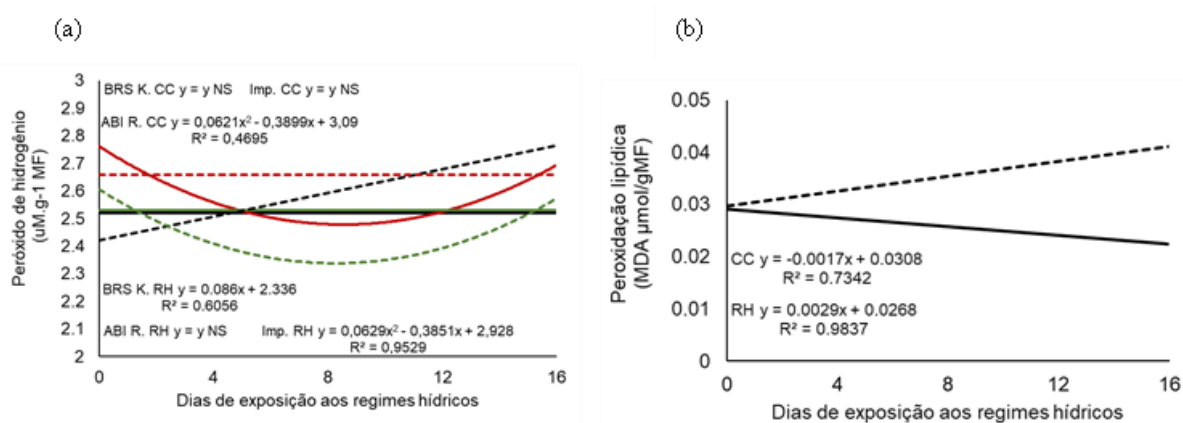 (a)
Peróxido de hidrogênio
(uM.g-1 MF)
3
2.9
2.8
2.7
2.6
2.5
2.4
2.3
2.2
2.1
2
BRS K. CC y = y NS Imp. CC y = y NS
ABI R. CC y = 0,0621x² - 0,3899x + 3,09
R² = 0,4695
BRS K. RH y = 0.086x + 2.336
R² = 0.6056
ABI R. RH y = y NS Imp. RH y = 0,0629x² - 0,3851x + 2,928
R² = 0,9529
0 4 8 12 16
Dias de exposição aos regimes hídricos
(b)
Peroxidação lipídica
(MDA µmol/gMF)
0.05
0.04
0.03
0.02
0.01
0
CC y = -0.0017x + 0.0308
R² = 0.7342
RH y = 0.0029x + 0.0268
R² = 0.9837
0 4 8 12 16
Dias de exposição aos regimes hídricos